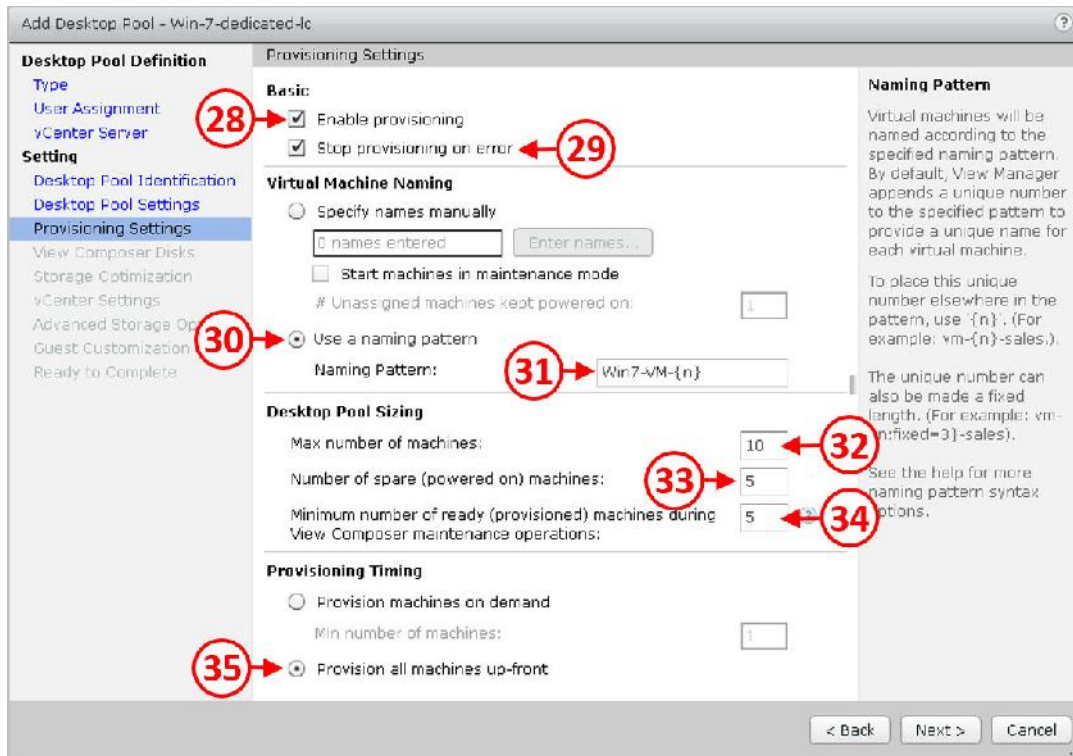 Add Desktop Pool - Win-7-dedicated-lc
?
Desktop Pool Definition
Type
User Assignment
vCenter Server
Setting
Desktop Pool Identification
Desktop Pool Settings
Provisioning Settings
View Composer Disks
Storage Optimization
vCenter Settings
Advanced Storage Op
Guest Customization
Ready to Complete
Provisioning Settings
Basic
28
Enable provisioning
Stop provisioning on error
29
Virtual Machine Naming
Specify names manually
0 names entered
Enter names...
Start machines in maintenance mode
# Unassigned machines kept powered on:
1
30
Use a naming pattern
Naming Pattern:
31
Win7-VM-{n}
Desktop Pool Sizing
Max number of machines:
10
32
Number of spare (powered on) machines:
33
5
Minimum number of ready (provisioned) machines during
View Composer maintenance operations:
5
?
34
Provisioning Timing
Provision machines on demand
Min number of machines:
1
35
Provision all machines up-front
Naming Pattern
Virtual machines will be
named according to the
specified naming pattern.
By default, View Manager
appends a unique number
to the specified pattern to
provide a unique name for
each virtual machine.
To place this unique
number elsewhere in the
pattern, use '{n}'. (For
example: vm-{n}-sales.).
The unique number can
also be made a fixed
length. (For example: vm-
n:fixed=3}-sales).
See the help for more
naming pattern syntax
options.
< Back
Next >
Cancel